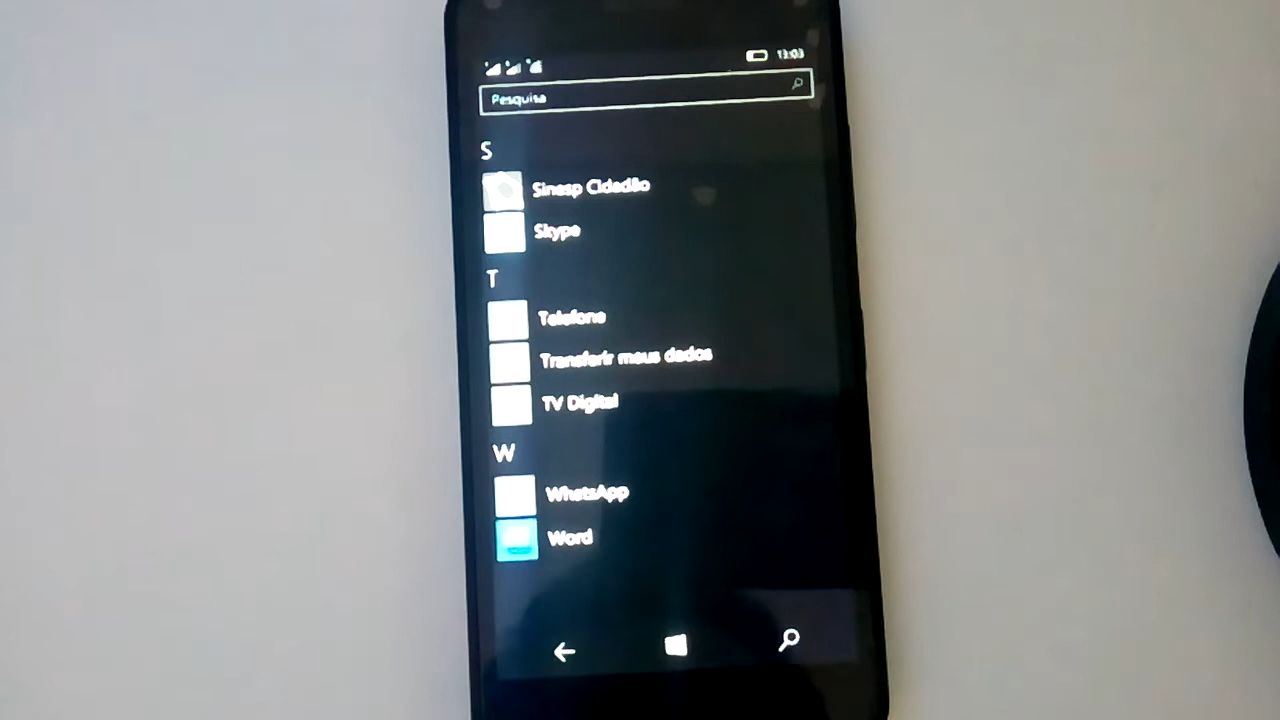 13:03
Pesquisa
S
Sinesp Cidadão
Skype
T
Telefone
Transferir meus dados
TV Digital
W
WhatsApp
Word